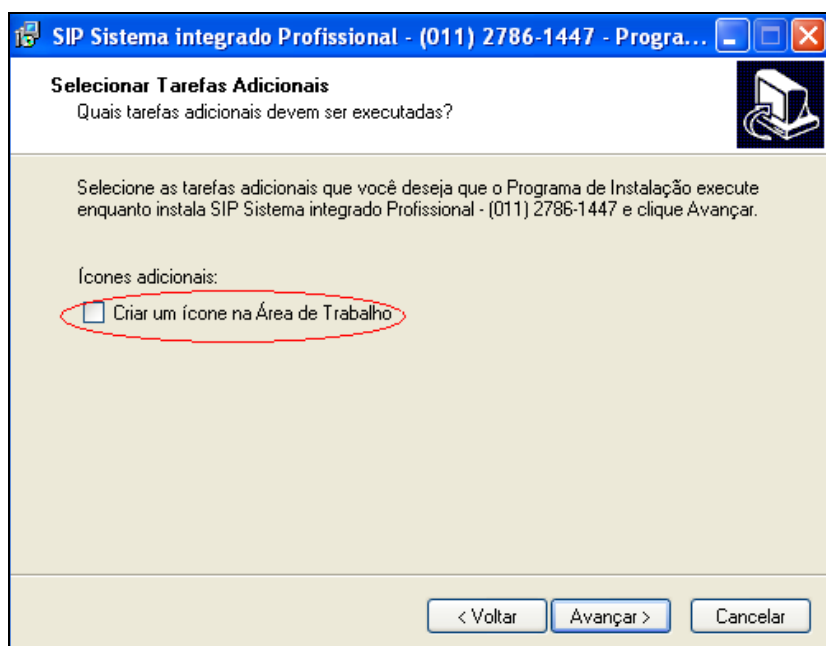 SIP Sistema integrado Profissional - (011) 2786-1447 - Progra...
Selecionar Tarefas Adicionais
Quais tarefas adicionais devem ser executadas?
Selecione as tarefas adicionais que você deseja que o Programa de Instalação execute
enquanto instala SIP Sistema integrado Profissional - (011) 2786-1447 e clique Avançar.
Ícones adicionais:
Criar um ícone na Área de Trabalho
< Voltar
Avançar >
Cancelar